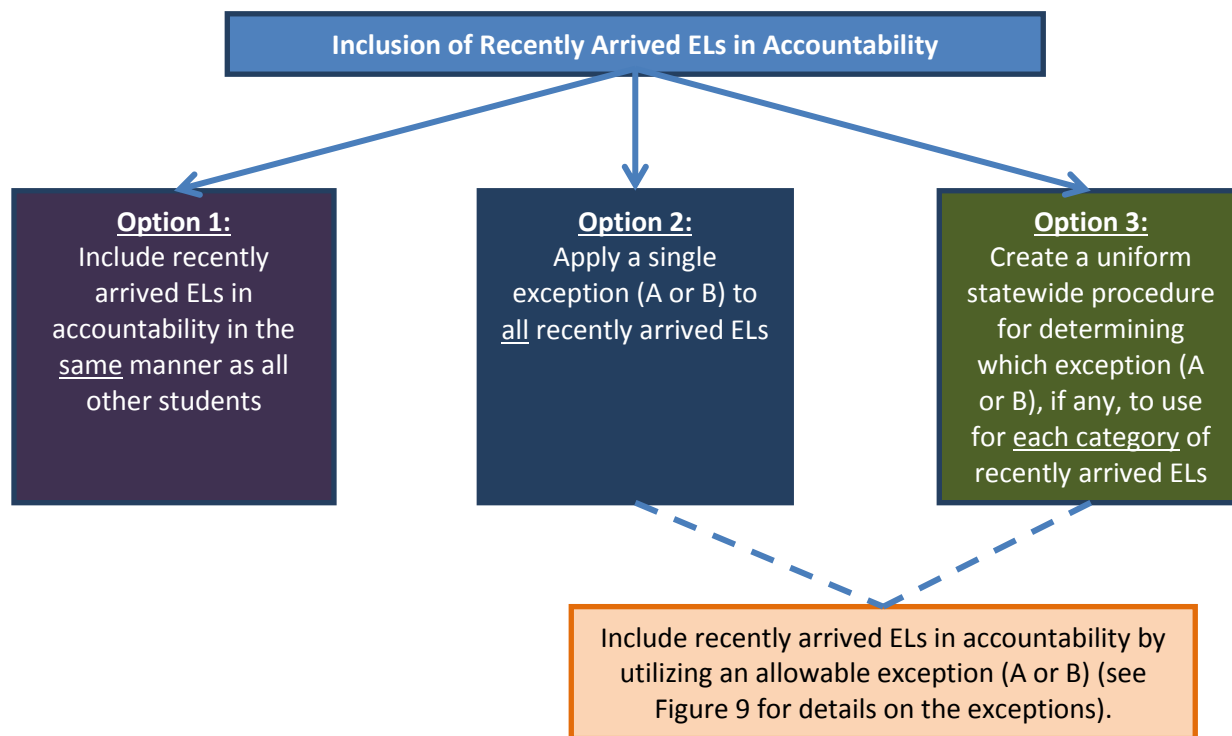 Inclusion of Recently Arrived ELs in Accountability
Option 1:
Include recently
arrived ELs in
accountability in the
same manner as all
other students
Option 2:
Apply a single
exception (A or B) to
all recently arrived ELs
Option 3:
Create a uniform
statewide procedure
for determining
which exception (A
or B), if any, to use
for each category of
recently arrived ELs
Include recently arrived ELs in accountability by
utilizing an allowable exception (A or B) (see
Figure 9 for details on the exceptions).